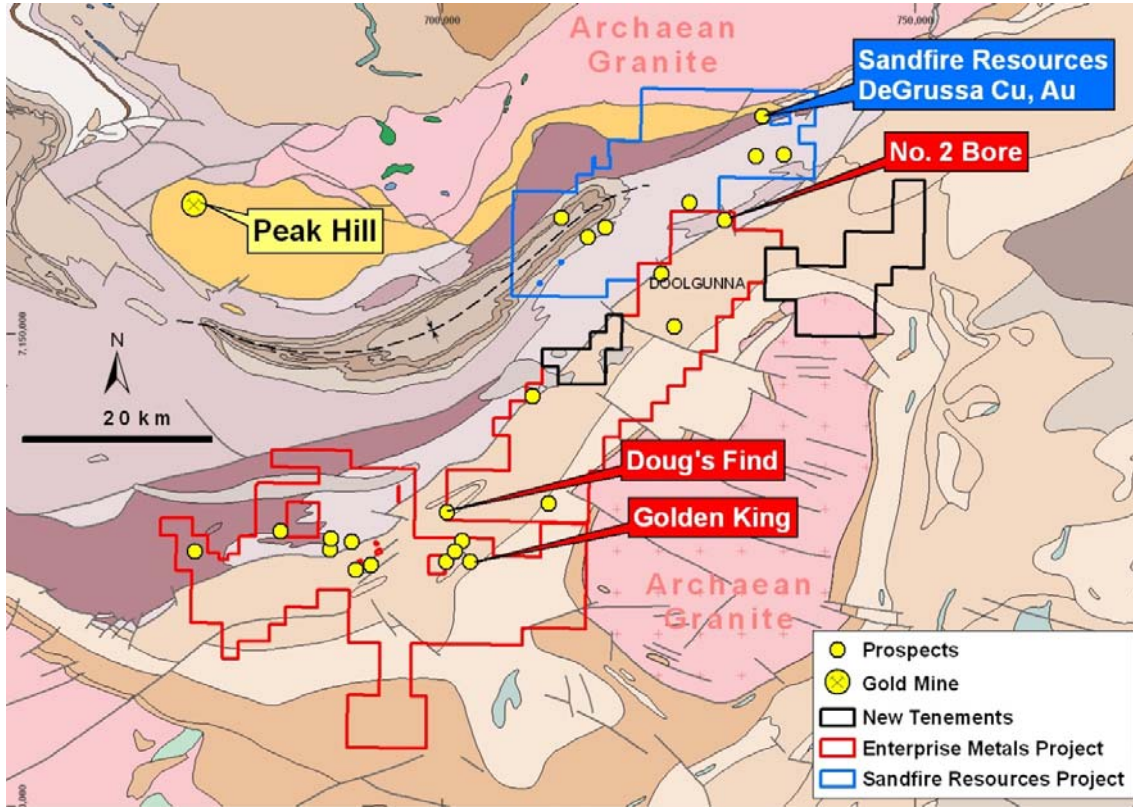 700,000
750,000
Archaean
Granite
Sandfire Resources
DeGrussa Cu, Au
No. 2 Bore
Peak Hill
DOOLGUNNA
7,150,000
N
20 km
Doug's Find
Golden King
Archaean
Granite
Prospects
Gold Mine
New Tenements
Enterprise Metals Project
Sandfire Resources Project